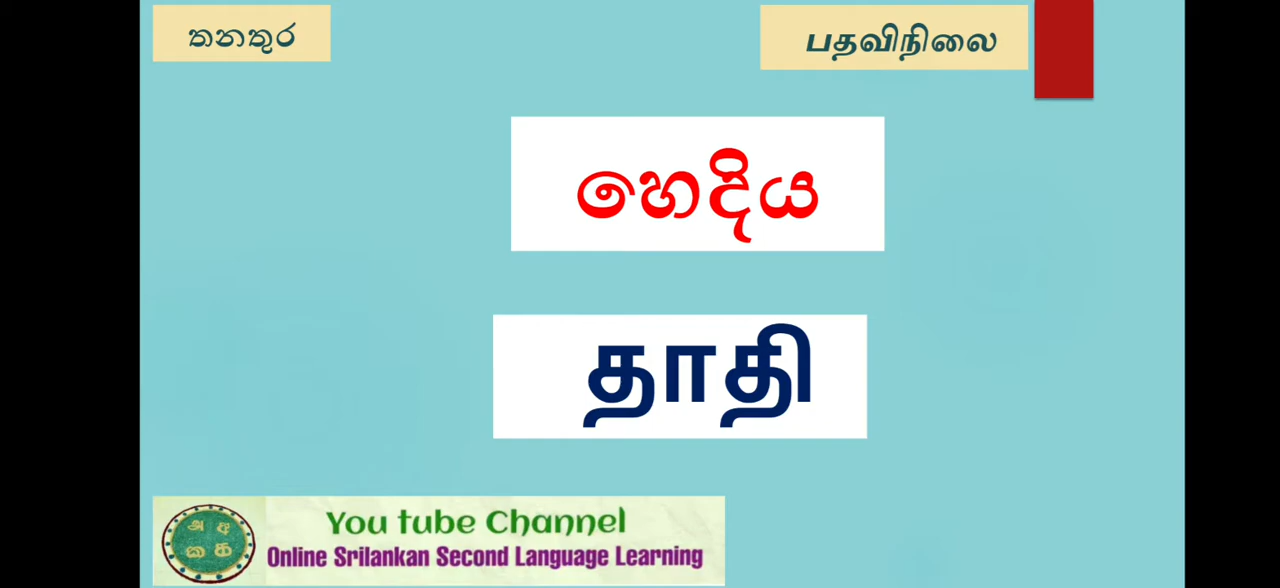 තනතුර
பதவிநிலை
හෙදිය
தாதி
You tube Channel
Online Srilankan Second Language Learning
அ අ
ක க